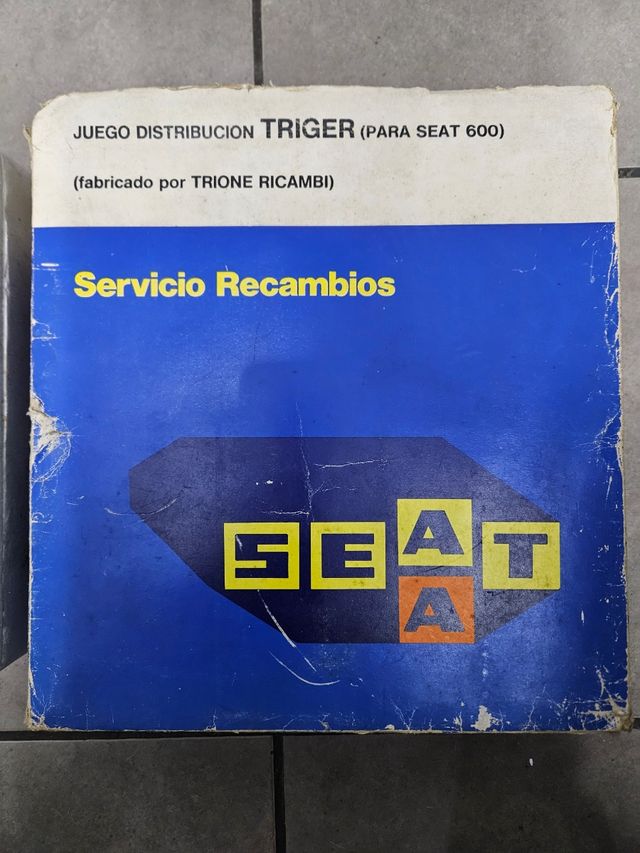 JUEGO DISTRIBUCION TRIGER (PARA SEAT 600)
(fabricado por TRIONE RICAMBI)
Servicio Recambios
SEAT
A